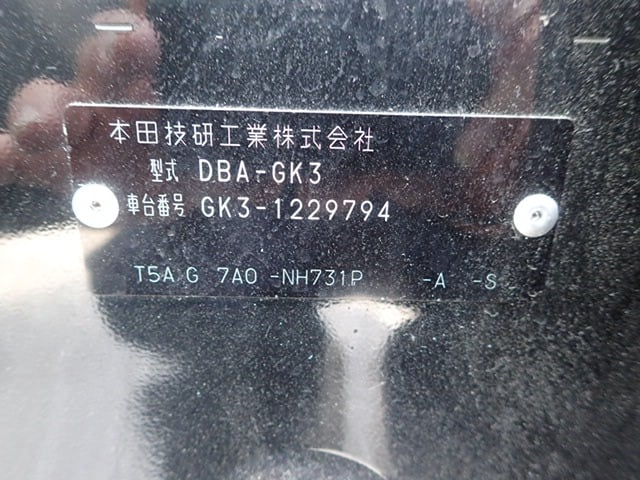 本田技研工業株式会社
型式 DBA-GK3
車台番号 GK3-1229794
T5A G 7A0 -NH731P -A -S